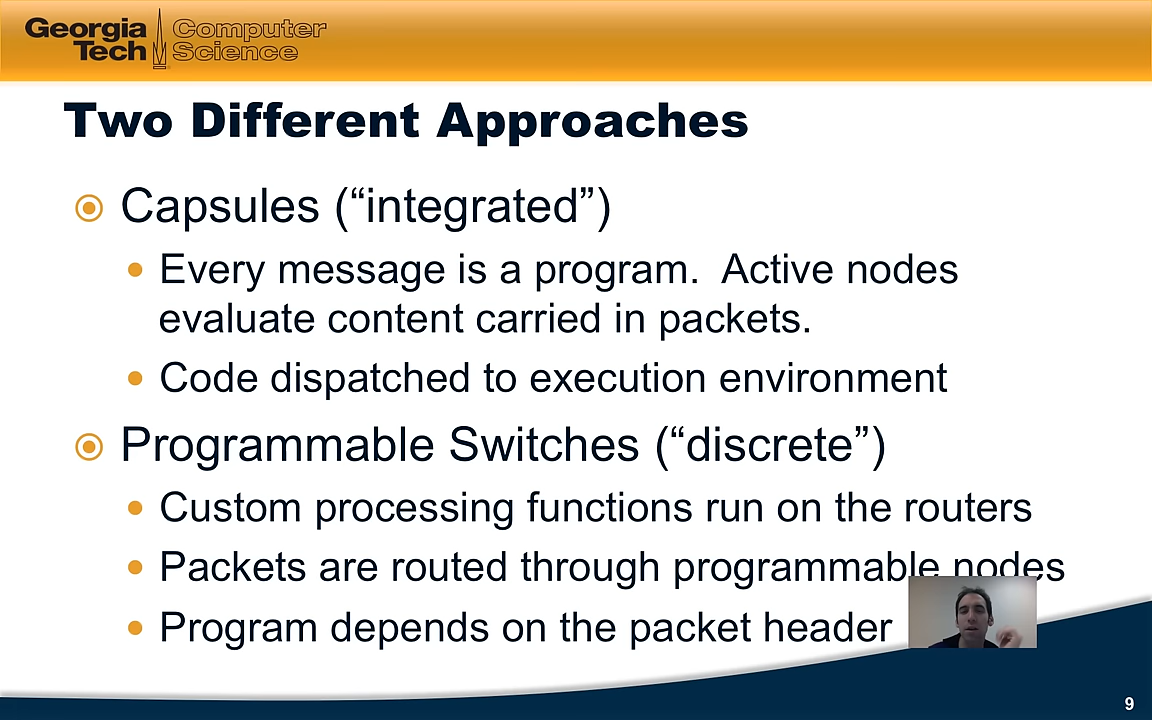 Georgia Tech
Computer Science
Two Different Approaches
Capsules (“integrated”)
Every message is a program.  Active nodes
evaluate content carried in packets.
Code dispatched to execution environment
Programmable Switches (“discrete”)
Custom processing functions run on the routers
Packets are routed through programmable nodes
Program depends on the packet header
9